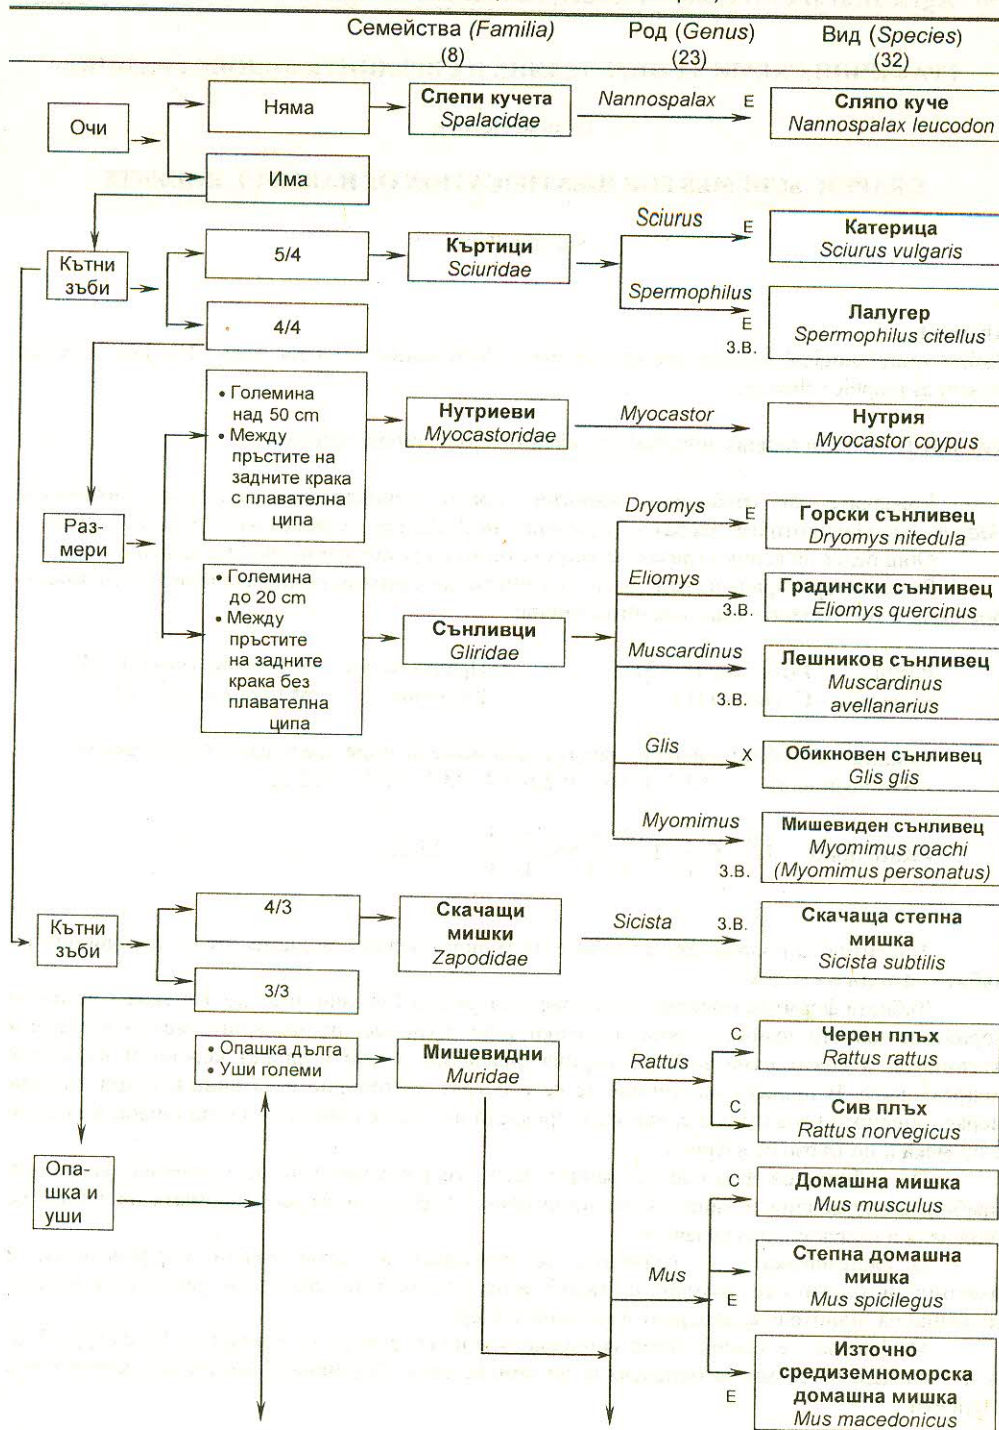 Семейства (Familia)
(8)
Род (Genus)
(23)
Вид (Species)
(32)
Очи
Няма
Слепи кучета
Spalacidae
Nannospalax
E
Сляпо куче
Nannospalax leucodon
Има
Кътни
зъби
5/4
Къртици
Sciuridae
Sciurus
E
Катерица
Sciurus vulgaris
4/4
Spermophilus
E
З.В.
Лалугер
Spermophilus citellus
Раз-
мери
• Големина
над 50 cm
• Между
пръстите на
задните крака
с плавателна
ципа
Нутриеви
Myocastoridae
Myocastor
Нутрия
Myocastor coypus
• Големина
до 20 cm
• Между
пръстите
на задните
крака без
плавателна
ципа
Сънливци
Gliridae
Dryomys
E
Горски сънливец
Dryomys nitedula
Eliomys
З.В.
Градински сънливец
Eliomys quercinus
Muscardinus
З.В.
Лешников сънливец
Muscardinus
avellanarius
Glis
X
Обикновен сънливец
Glis glis
Myomimus
З.В.
Мишевиден сънливец
Myomimus roachi
(Myomimus personatus)
Кътни
зъби
4/3
Скачащи
мишки
Zapodidae
Sicista
З.В.
Скачаща степна
мишка
Sicista subtilis
3/3
Опа-
шка и
уши
• Опашка дълга
• Уши големи
Мишевидни
Muridae
Rattus
C
Черен плъх
Rattus rattus
C
Сив плъх
Rattus norvegicus
Mus
C
Домашна мишка
Mus musculus
E
Степна домашна
мишка
Mus spicilegus
E
Източно
средиземноморска
домашна мишка
Mus macedonicus